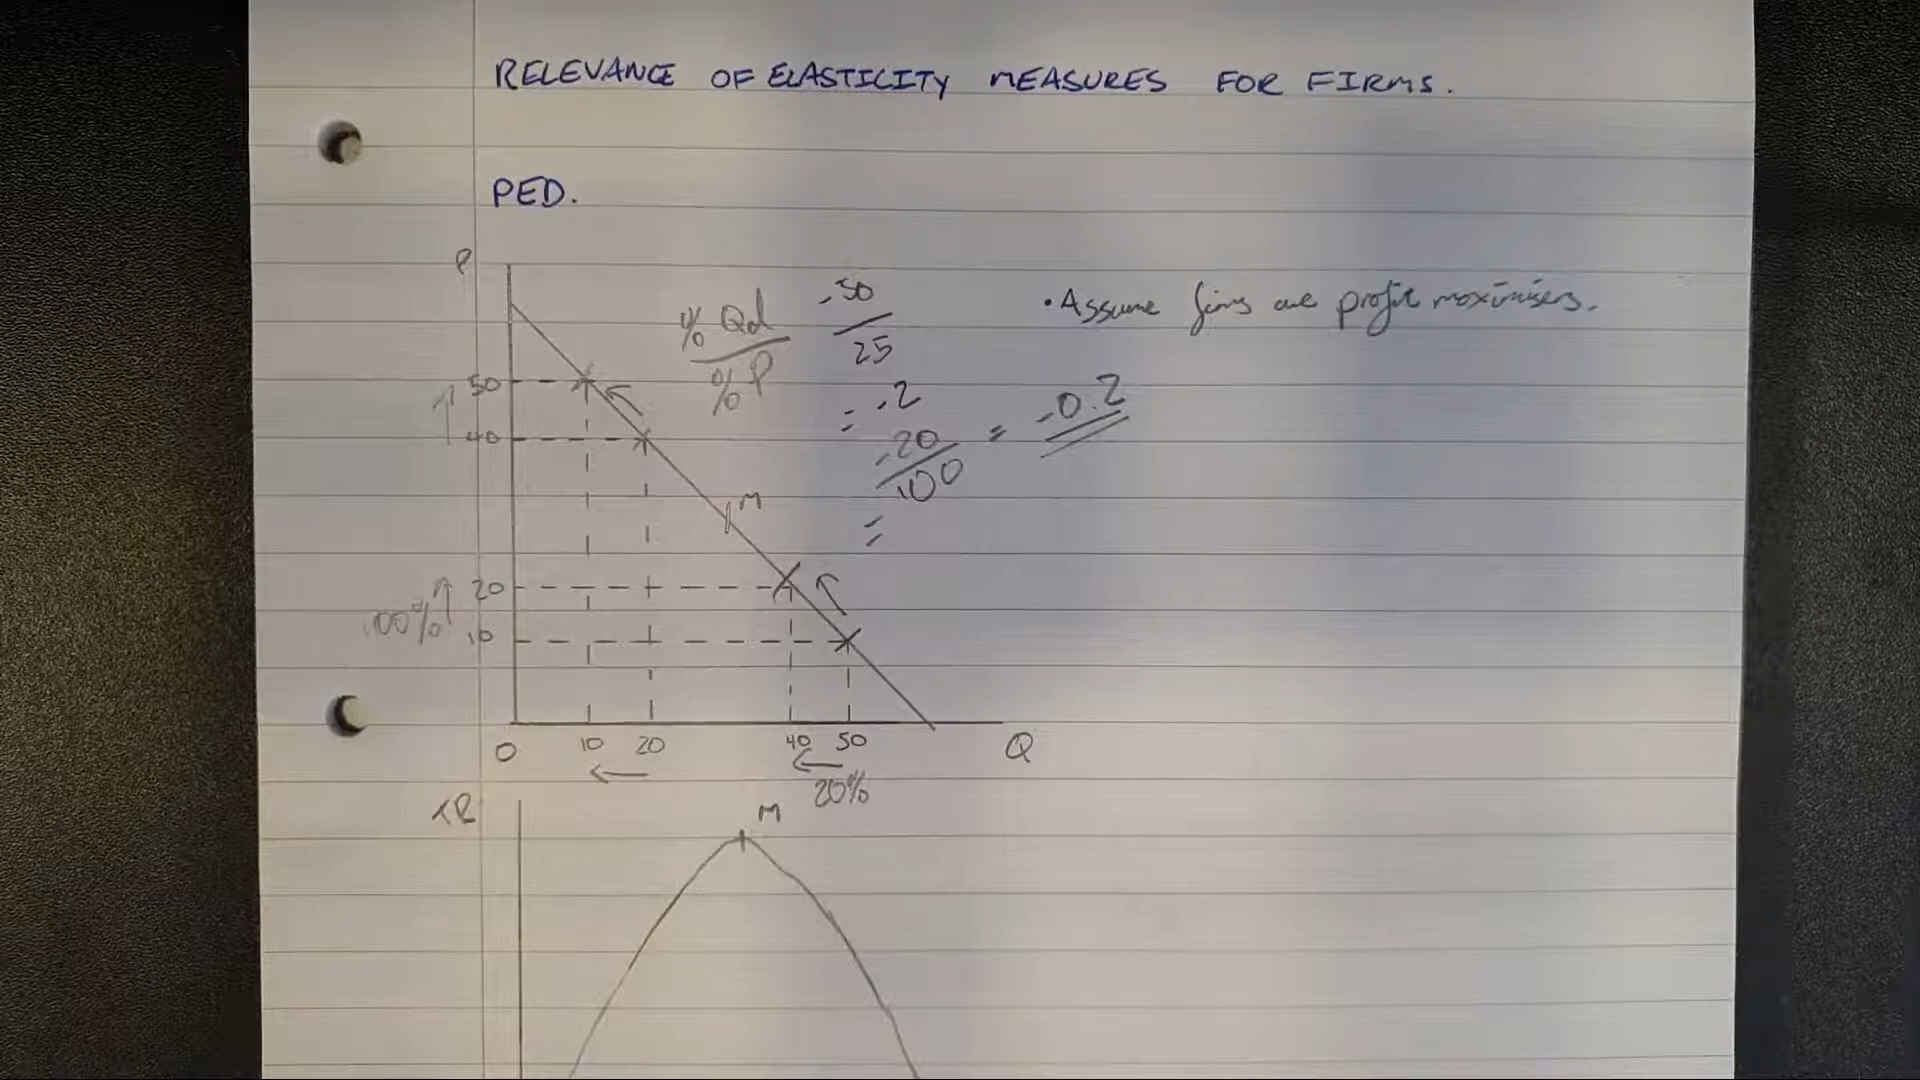 RELEVANCE OF ELASTICITY MEASURES FOR FIRMS.
PED.
P
% Qd
% P
-50
25
= -2
-20
100
= -0.2
=
• Assume firms are profit maximisers.
50
40
M
20
100%
10
0
10
20
40
50
Q
20%
TR
M